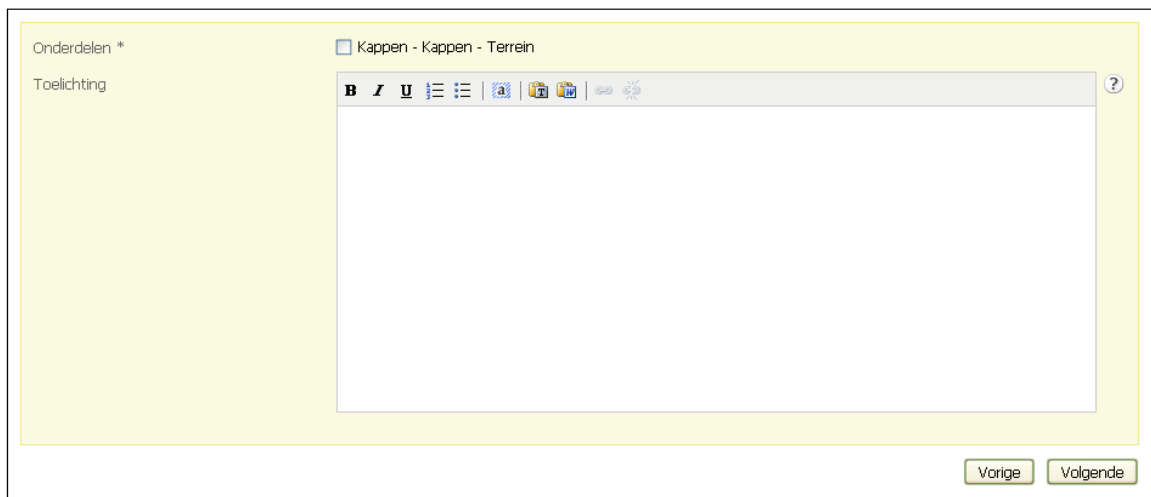 Onderdelen *
Kappen - Kappen - Terrein
Toelichting
B I U
Vorige
Volgende